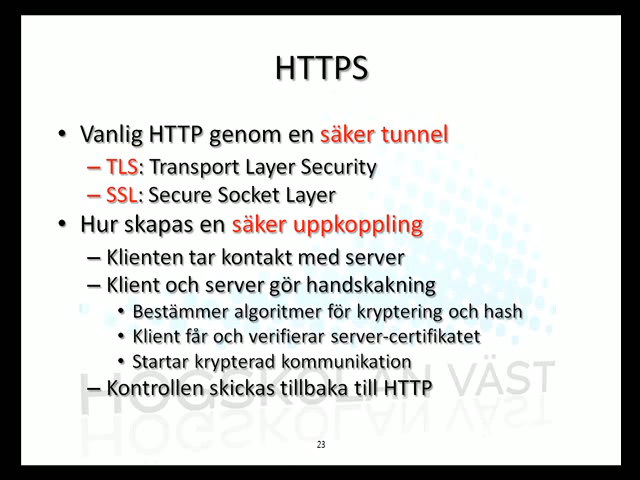 HTTPS
• Vanlig HTTP genom en säker tunnel
– TLS: Transport Layer Security
– SSL: Secure Socket Layer
• Hur skapas en säker uppkoppling
– Klienten tar kontakt med server
– Klient och server gör handskakning
• Bestämmer algoritmer för kryptering och hash
• Klient får och verifierar server-certifikatet
• Startar krypterad kommunikation
– Kontrollen skickas tillbaka till HTTP
HÖGSKOLAN VÄST
23